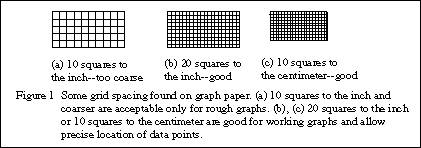 (a) 10 squares to
the inch--too coarse
(b) 20 squares to
the inch--good
(c) 10 squares to
the centimeter--good
Figure 1 Some grid spacing found on graph paper. (a) 10 squares to the inch and
coarser are acceptable only for rough graphs. (b), (c) 20 squares to the inch
or 10 squares to the centimeter are good for working graphs and allow
precise location of data points.